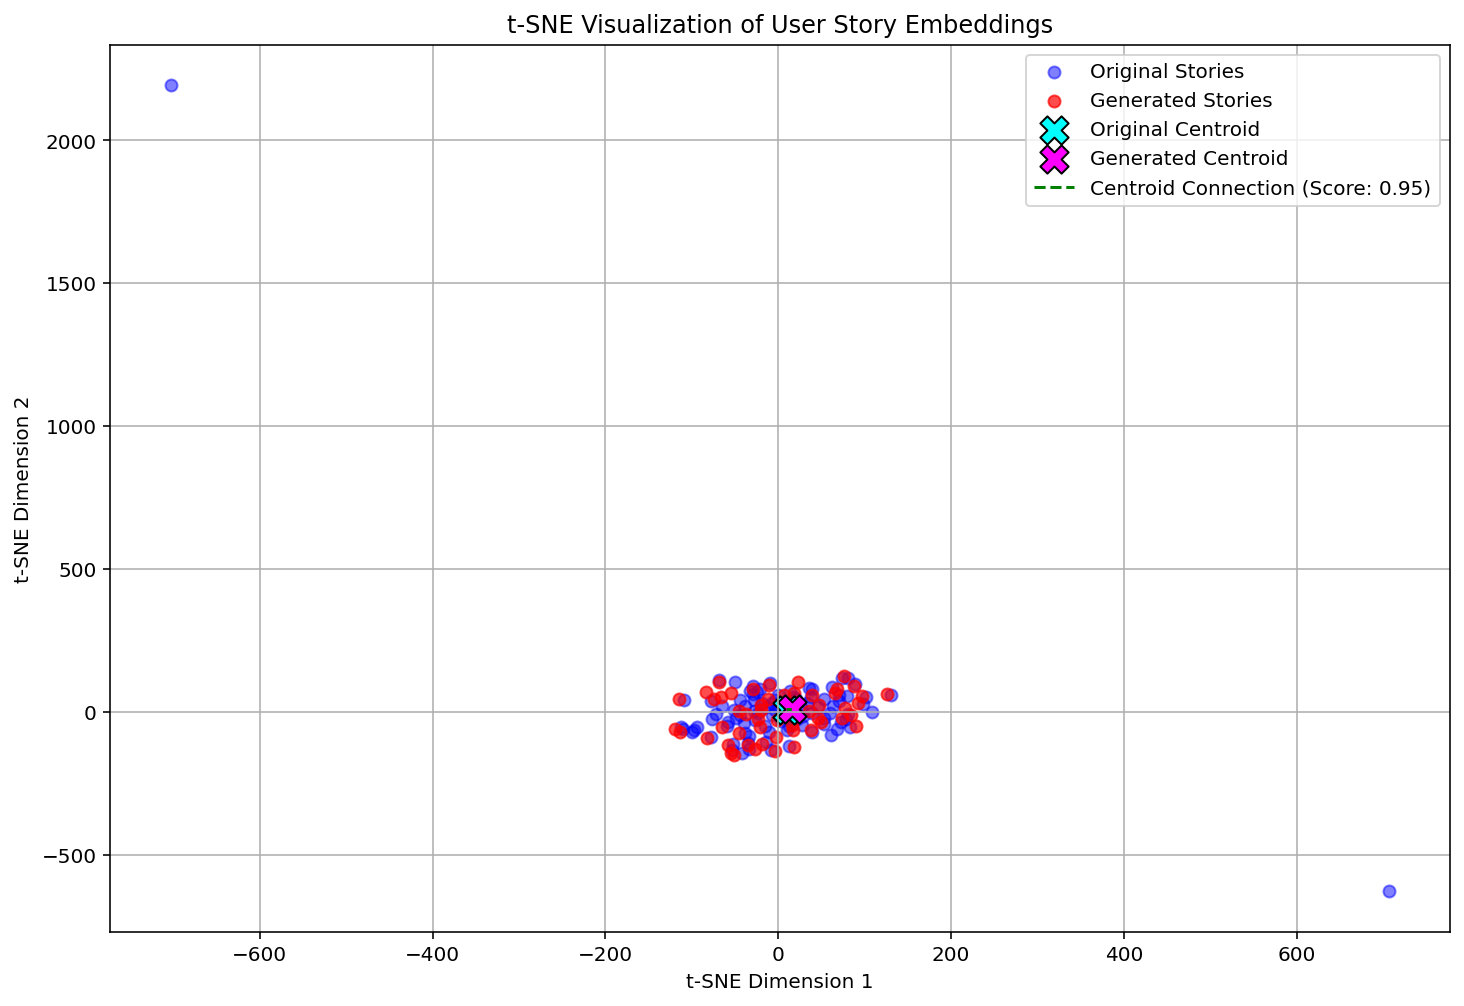 t-SNE Visualization of User Story Embeddings
Original Stories
Generated Stories
Original Centroid
Generated Centroid
Centroid Connection (Score: 0.95)
2000
1500
1000
500
0
−500
t-SNE Dimension 2
−600
−400
−200
0
200
400
600
t-SNE Dimension 1